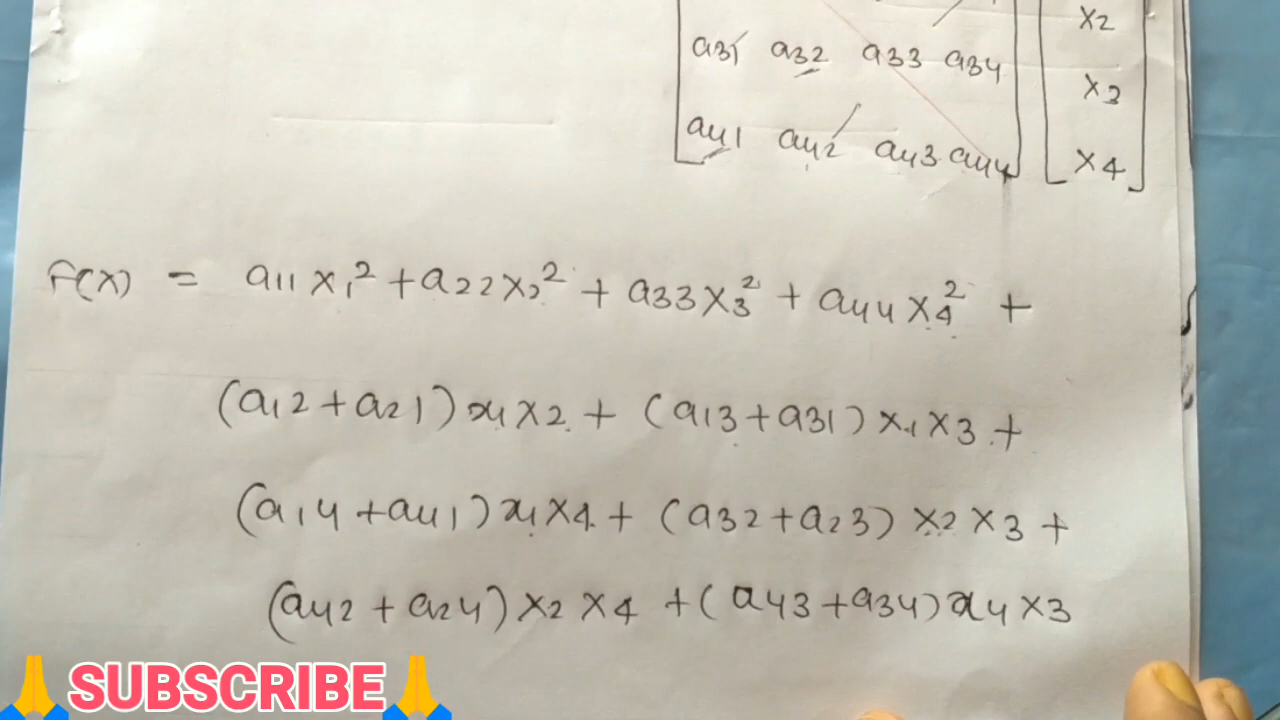 x2
a31 a32 a33 a34
x3
a41 a42 a43 a44
x4
F(x) = a11 x1² + a22 x2² + a33 x3² + a44 x4² +
(a12 + a21) x1 x2 + (a13 + a31) x1 x3 +
(a14 + a41) x1 x4 + (a32 + a23) x2 x3 +
(a42 + a24) x2 x4 + (a43 + a34) x4 x3
🙏SUBSCRIBE🙏